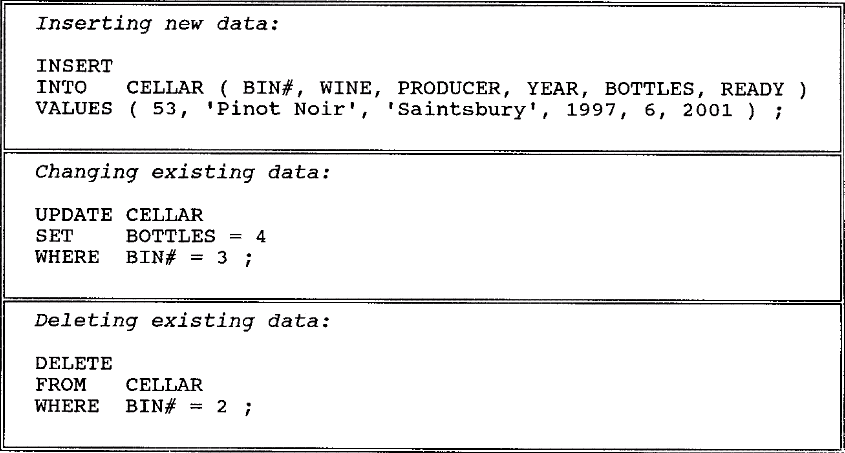 Inserting new data:
INSERT
INTO CELLAR ( BIN#, WINE, PRODUCER, YEAR, BOTTLES, READY )
VALUES ( 53, 'Pinot Noir', 'Saintsbury', 1997, 6, 2001 ) ;
Changing existing data:
UPDATE CELLAR
SET BOTTLES = 4
WHERE BIN# = 3 ;
Deleting existing data:
DELETE
FROM CELLAR
WHERE BIN# = 2 ;